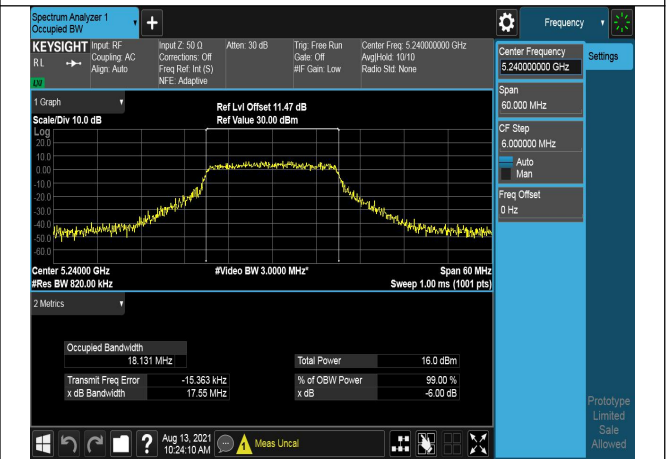 Spectrum Analyzer 1
Occupied BW
+
Frequency
KEYSIGHT
RL
LXI
Input: RF
Coupling: AC
Align: Auto
Input Z: 50 Ω
Corrections: Off
Freq Ref: Int (S)
NFE: Adaptive
Atten: 30 dB
Trig: Free Run
Gate: Off
#IF Gain: Low
Center Freq: 5.240000000 GHz
Avg|Hold: 10/10
Radio Std: None
Center Frequency
5.240000000 GHz
Settings
Span
60.000 MHz
CF Step
6.000000 MHz
Auto
Man
Freq Offset
0 Hz
1 Graph
Scale/Div 10.0 dB
Ref Lvl Offset 11.47 dB
Ref Value 30.00 dBm
Log
20.0
10.0
0.00
-10.0
-20.0
-30.0
-40.0
-50.0
-60.0
Center 5.24000 GHz
#Video BW 3.0000 MHz*
Span 60 MHz
#Res BW 820.00 kHz
Sweep 1.00 ms (1001 pts)
2 Metrics
Occupied Bandwidth
18.131 MHz
Total Power 16.0 dBm
Transmit Freq Error -15.363 kHz
% of OBW Power 99.00 %
x dB Bandwidth 17.55 MHz
x dB -6.00 dB
Prototype
Limited
Sale
Allowed
?
Aug 13, 2021
10:24:10 AM
Meas Uncal